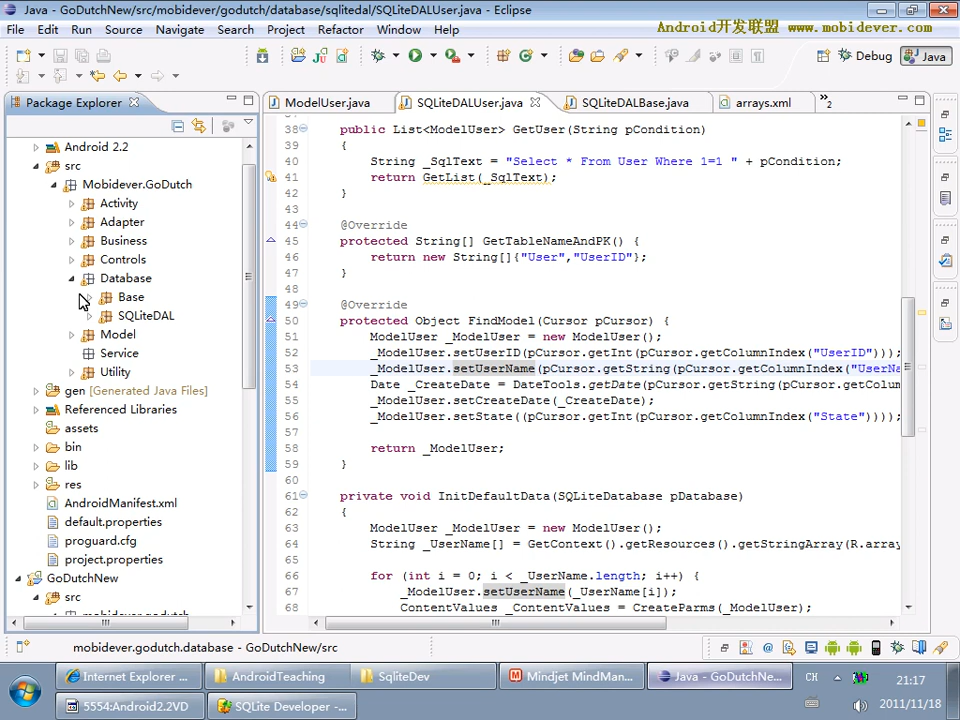 Java - GoDutchNew/src/mobidever/godutch/database/sqlitedal/SQLiteDALUser.java - Eclipse
File Edit Run Source Navigate Search Project Refactor Window Help
Android开发联盟 www.mobidever.com
Debug Java
Package Explorer
ModelUser.java SQLiteDALUser.java SQLiteDALBase.java arrays.xml »2
Android 2.2
src
Mobidever.GoDutch
Activity
Adapter
Business
Controls
Database
Base
SQLiteDAL
Model
Service
Utility
gen [Generated Java Files]
Referenced Libraries
assets
bin
lib
res
AndroidManifest.xml
default.properties
proguard.cfg
project.properties
GoDutchNew
src
38 public List<ModelUser> GetUser(String pCondition)
39 {
40 String _SqlText = "Select * From User Where 1=1 " + pCondition;
41 return GetList(_SqlText);
42 }
43
44 @Override
45 protected String[] GetTableNameAndPK() {
46 return new String[]{"User","UserID"};
47 }
48
49 @Override
50 protected Object FindModel(Cursor pCursor) {
51 ModelUser _ModelUser = new ModelUser();
52 _ModelUser.setUserID(pCursor.getInt(pCursor.getColumnIndex("UserID")));
53 _ModelUser.setUserName(pCursor.getString(pCursor.getColumnIndex("UserNa
54 Date _CreateDate = DateTools.getDate(pCursor.getString(pCursor.getColum
55 _ModelUser.setCreateDate(_CreateDate);
56 _ModelUser.setState((pCursor.getInt(pCursor.getColumnIndex("State"))));
57
58 return _ModelUser;
59 }
60
61 private void InitDefaultData(SQLiteDatabase pDatabase)
62 {
63 ModelUser _ModelUser = new ModelUser();
64 String _UserName[] = GetContext().getResources().getStringArray(R.array
65
66 for (int i = 0; i < _UserName.length; i++) {
67 _ModelUser.setUserName(_UserName[i]);
68 ContentValues _ContentValues = CreateParms(_ModelUser);
mobidever.godutch.database - GoDutchNew/src
Internet Explorer ... AndroidTeaching SqliteDev Mindjet MindMan... Java - GoDutchNe... CH 21:17
5554:Android2.2VD SQLite Developer - ... 2011/11/18